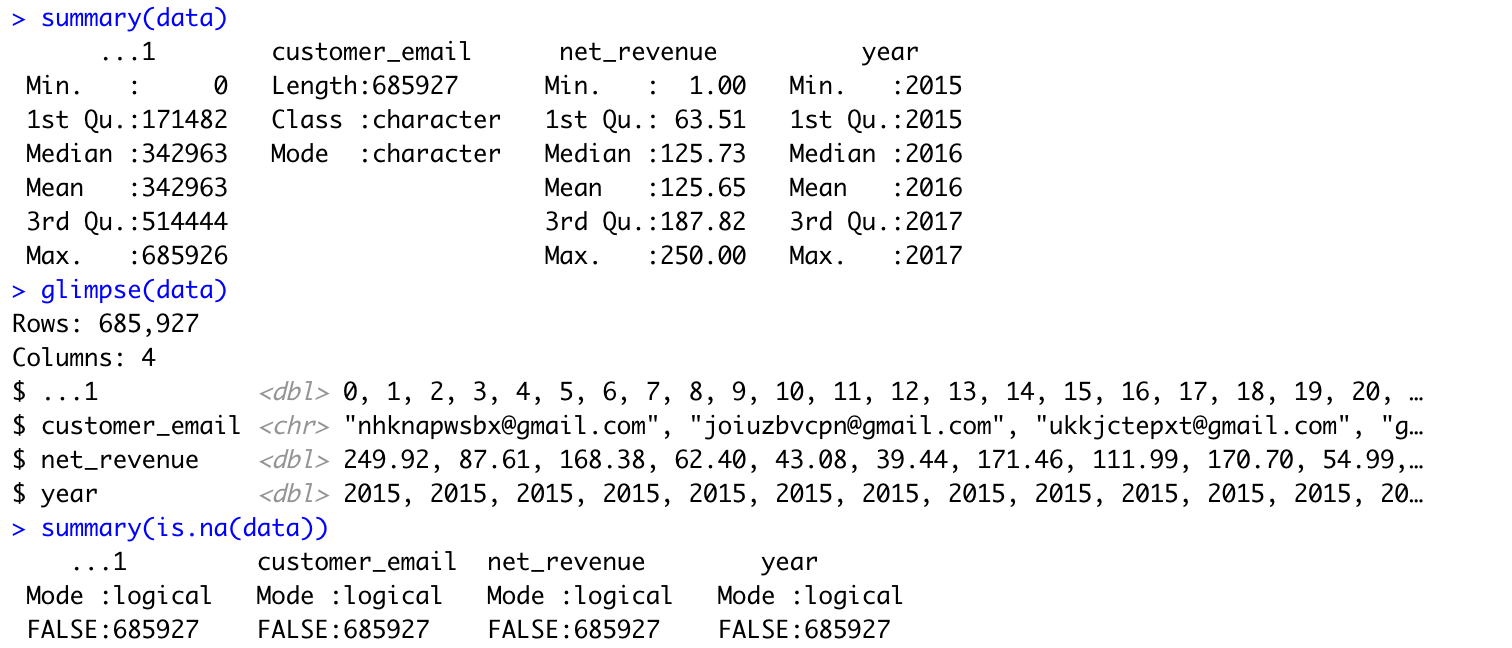 > summary(data)
      ...1        customer_email      net_revenue          year
 Min.   :     0   Length:685927      Min.   :  1.00   Min.   :2015
 1st Qu.:171482   Class :character   1st Qu.: 63.51   1st Qu.:2015
 Median :342963   Mode  :character   Median :125.73   Median :2016
 Mean   :342963                      Mean   :125.65   Mean   :2016
 3rd Qu.:514444                      3rd Qu.:187.82   3rd Qu.:2017
 Max.   :685926                      Max.   :250.00   Max.   :2017
> glimpse(data)
Rows: 685,927
Columns: 4
$ ...1           <dbl> 0, 1, 2, 3, 4, 5, 6, 7, 8, 9, 10, 11, 12, 13, 14, 15, 16, 17, 18, 19, 20, …
$ customer_email <chr> "nhknapwsbx@gmail.com", "joiuzbvcpn@gmail.com", "ukkjctepxt@gmail.com", "g…
$ net_revenue    <dbl> 249.92, 87.61, 168.38, 62.40, 43.08, 39.44, 171.46, 111.99, 170.70, 54.99,…
$ year           <dbl> 2015, 2015, 2015, 2015, 2015, 2015, 2015, 2015, 2015, 2015, 2015, 2015, 20…
> summary(is.na(data))
    ...1         customer_email  net_revenue        year
 Mode :logical   Mode :logical   Mode :logical   Mode :logical
 FALSE:685927    FALSE:685927    FALSE:685927    FALSE:685927